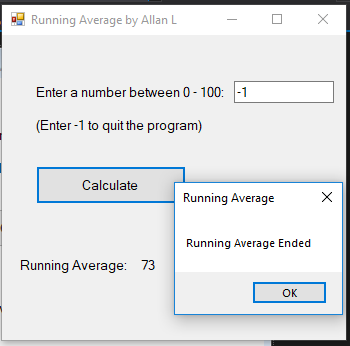 Running Average by Allan L
Enter a number between 0 - 100: -1
(Enter -1 to quit the program)
Calculate
Running Average
Running Average Ended
Running Average: 73
OK